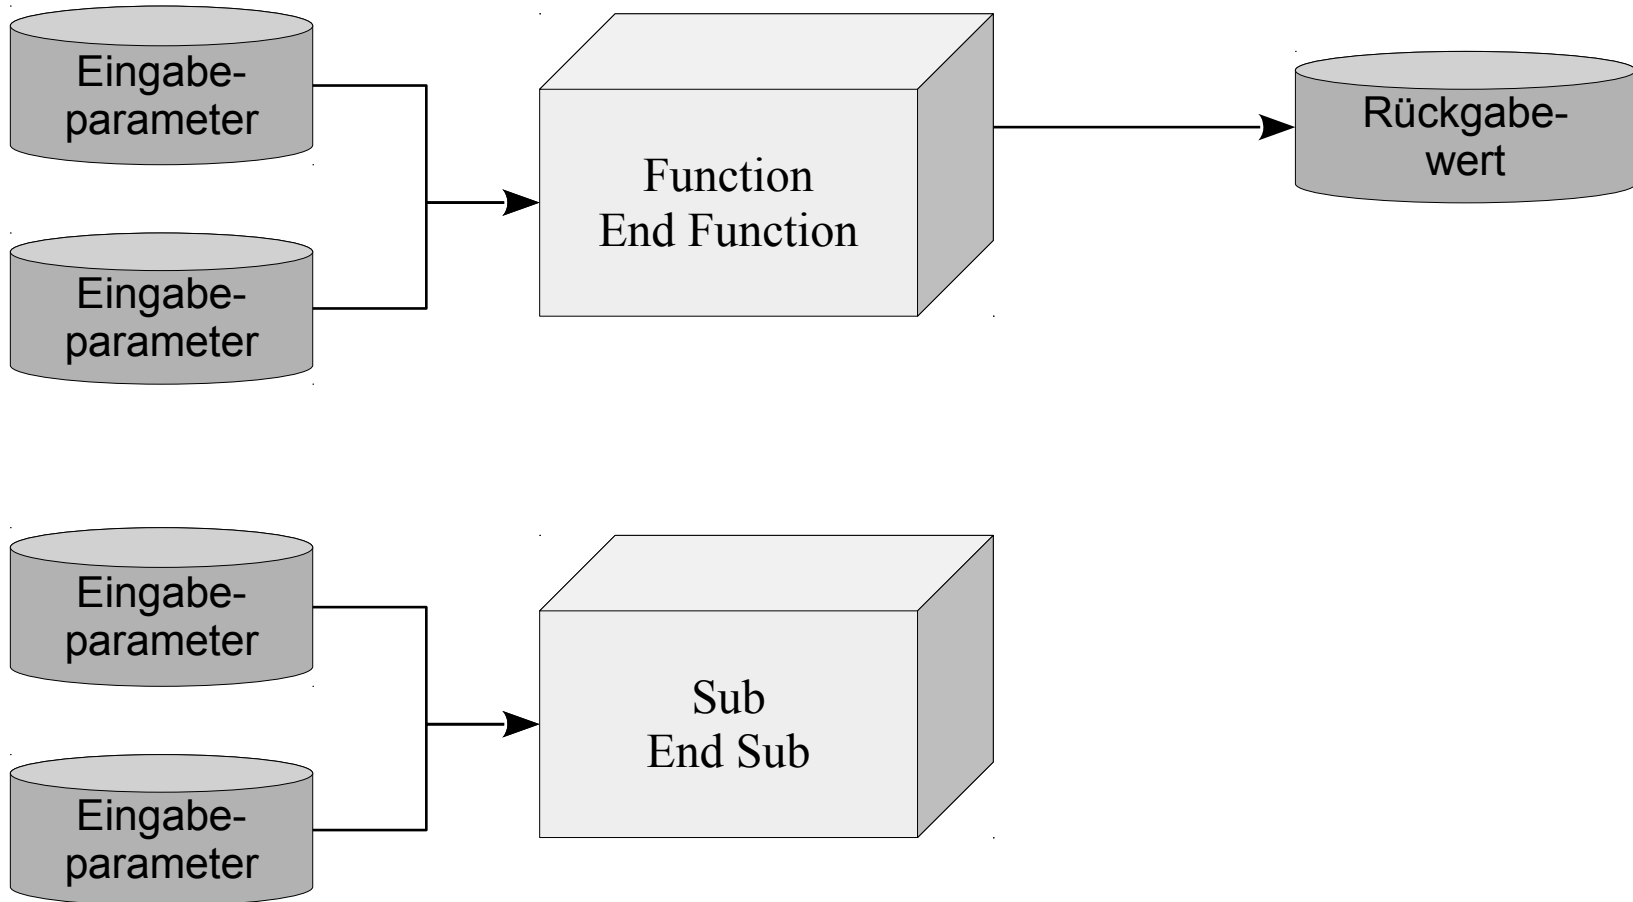 Eingabe-
parameter
Function
End Function
Rückgabe-
wert
Eingabe-
parameter
Eingabe-
parameter
Sub
End Sub
Eingabe-
parameter